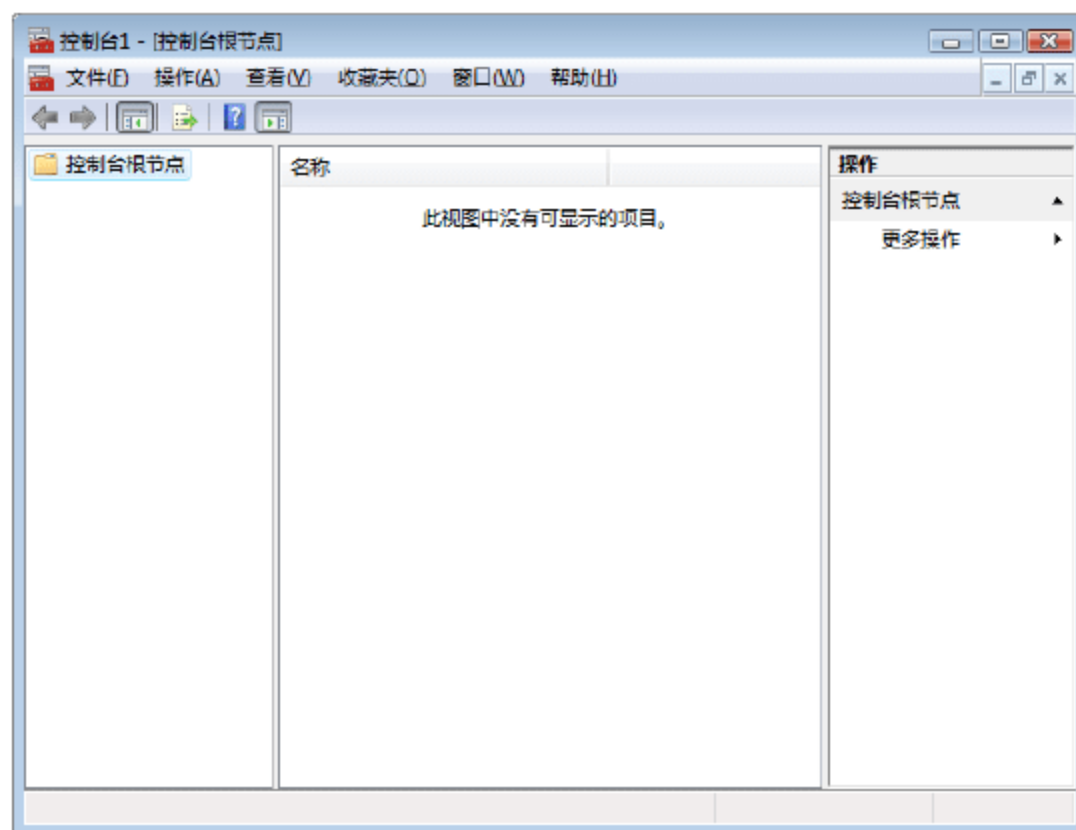 控制台1 - [控制台根节点]
文件(F) 操作(A) 查看(V) 收藏夹(O) 窗口(W) 帮助(H)
控制台根节点
名称
此视图中没有可显示的项目。
操作
控制台根节点
更多操作